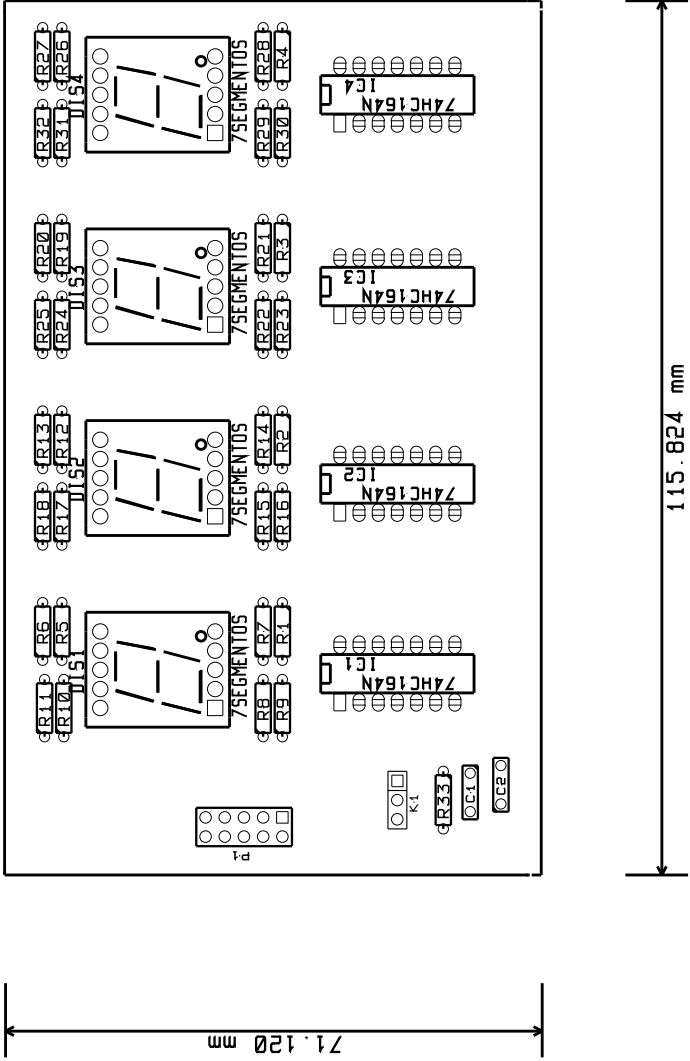 R27
R26
DIS4
7SEGMENTOS
R28
R4
IC4
74HC164N
R32
R31
R29
R30
R20
R19
DIS3
7SEGMENTOS
R21
R3
IC3
74HC164N
R25
R24
R22
R23
R13
R12
DIS2
7SEGMENTOS
R14
R2
IC2
74HC164N
R18
R17
R15
R16
R6
R5
DIS1
7SEGMENTOS
R7
R1
IC1
74HC164N
R11
R10
R8
R9
K1
R33
C1
C2
P1
115.824 mm
71.120 mm